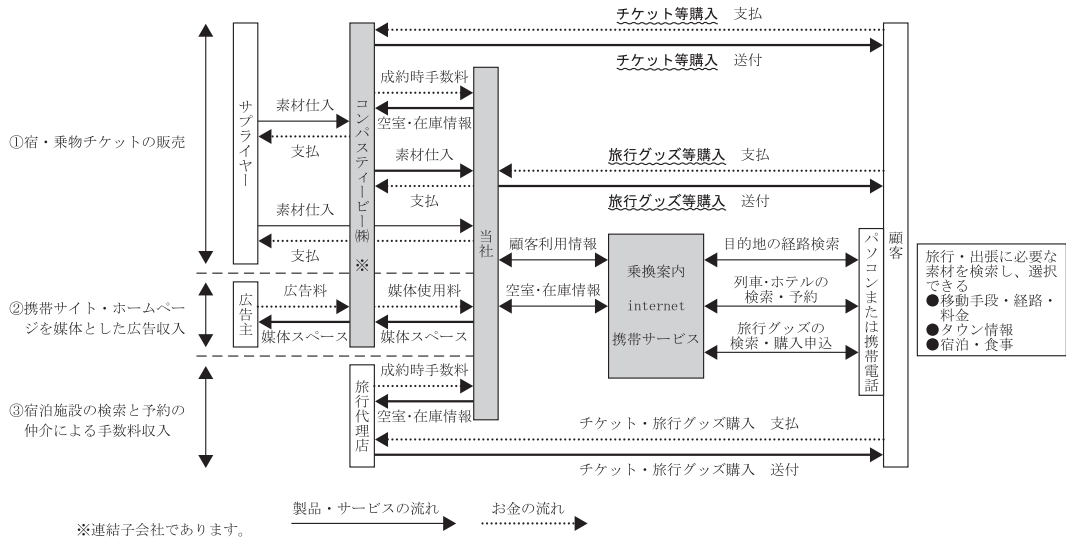 チケット等購入　支払
チケット等購入　送付
①宿・乗物チケットの販売
サプライヤー
コンパスティービー㈱　※
当社
顧客
成約時手数料
空室・在庫情報
素材仕入
支払
素材仕入
支払
旅行グッズ等購入　支払
旅行グッズ等購入　送付
素材仕入
支払
顧客利用情報
空室・在庫情報
乗換案内
internet
携帯サービス
目的地の経路検索
列車・ホテルの
検索・予約
旅行グッズの
検索・購入申込
パソコンまたは携帯電話
旅行・出張に必要な
素材を検索し、選択
できる
●移動手段・経路・
料金
●タウン情報
●宿泊・食事
②携帯サイト・ホームペー
ジを媒体とした広告収入
広告主
広告料
媒体スペース
媒体使用料
媒体スペース
③宿泊施設の検索と予約の
仲介による手数料収入
旅行代理店
成約時手数料
空室・在庫情報
チケット・旅行グッズ購入　支払
チケット・旅行グッズ購入　送付
※連結子会社であります。
製品・サービスの流れ
お金の流れ